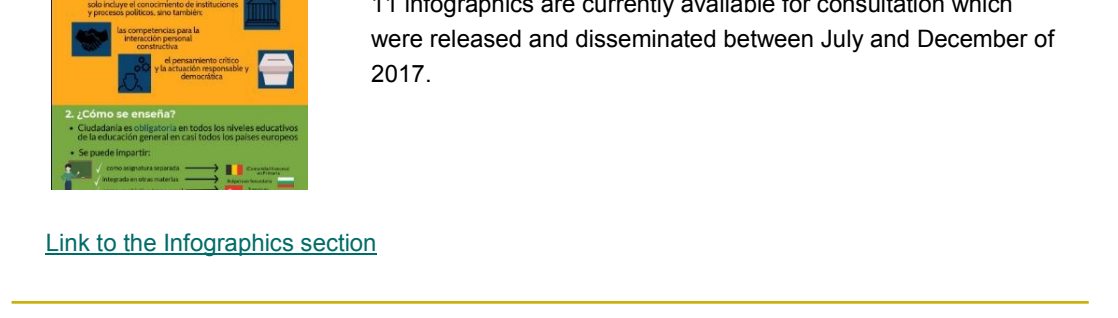 solo incluye el conocimiento de instituciones
y procesos políticos, sino también:
las competencias para la
interacción personal
constructiva
el pensamiento crítico
y la actuación responsable y
democrática
2. ¿Cómo se enseña?
• Ciudadanía es obligatoria en todos los niveles educativos
de la educación general en casi todos los países europeos
• Se puede impartir:
como asignatura separada
integrada en otras materias
11 Infographics are currently available for consultation which
were released and disseminated between July and December of
2017.
Link to the Infographics section